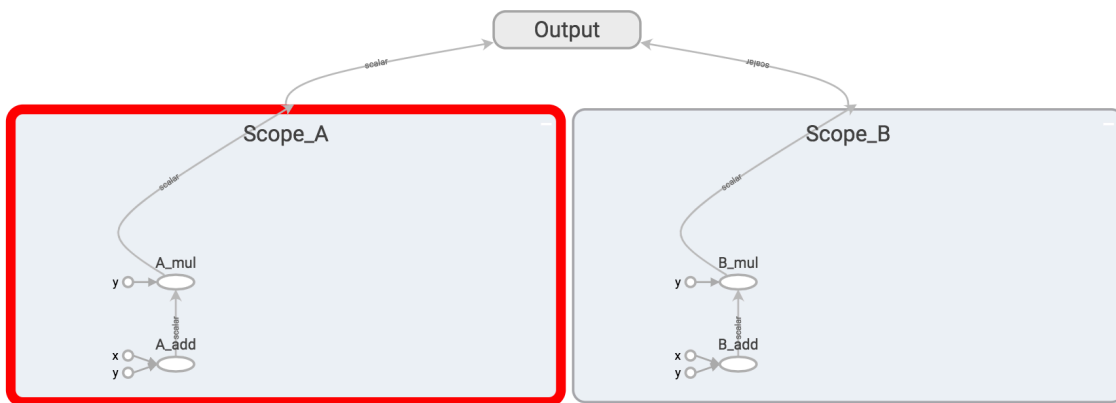 Output
scalar
scalar
Scope_A
Scope_B
scalar
scalar
A_mul
y
B_mul
y
scalar
scalar
A_add
x
y
B_add
x
y